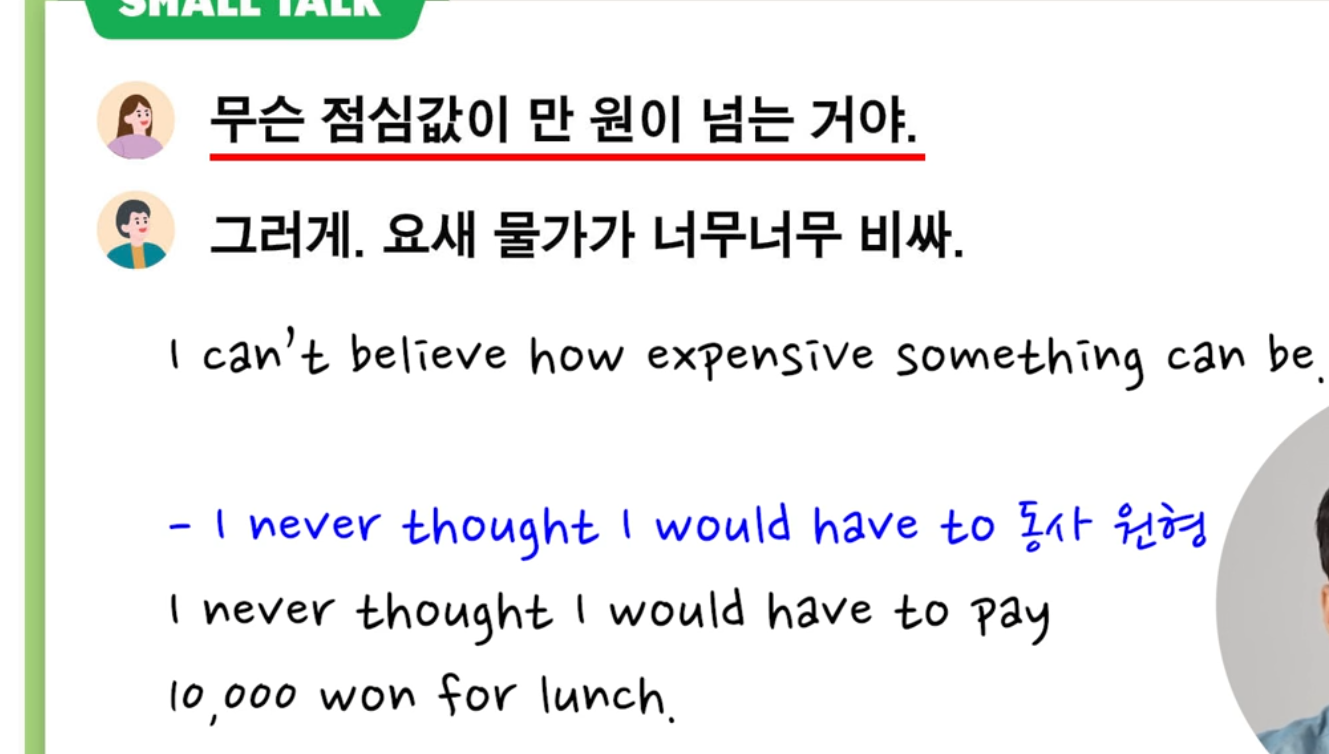 SMALL TALK
무슨 점심값이 만 원이 넘는 거야.
그러게. 요새 물가가 너무너무 비싸.
I can't believe how expensive something can be.
- I never thought I would have to 동사 원형
I never thought I would have to pay
10,000 won for lunch.